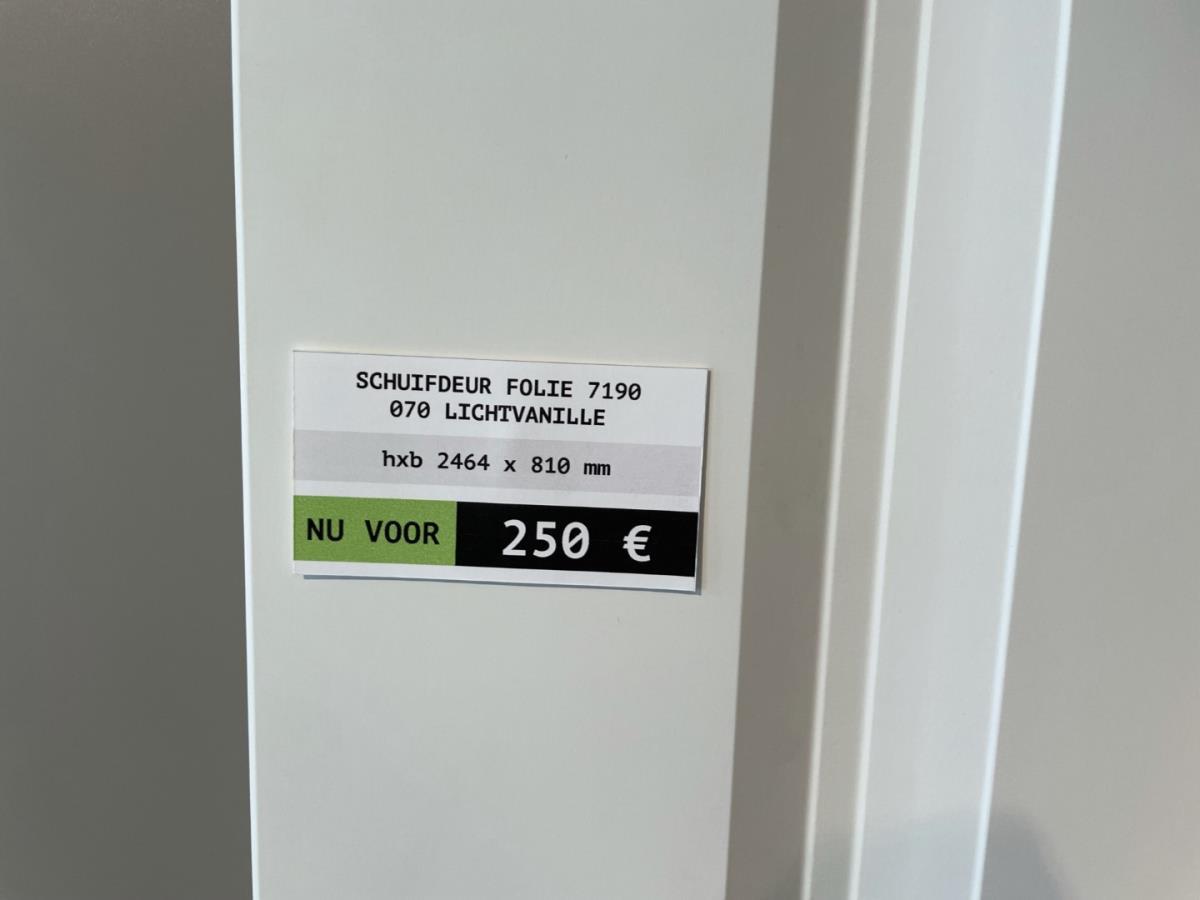 SCHUIFDEUR FOLIE 7190
070 LICHTVANILLE
hxb 2464 x 810 mm
NU VOOR 250 €